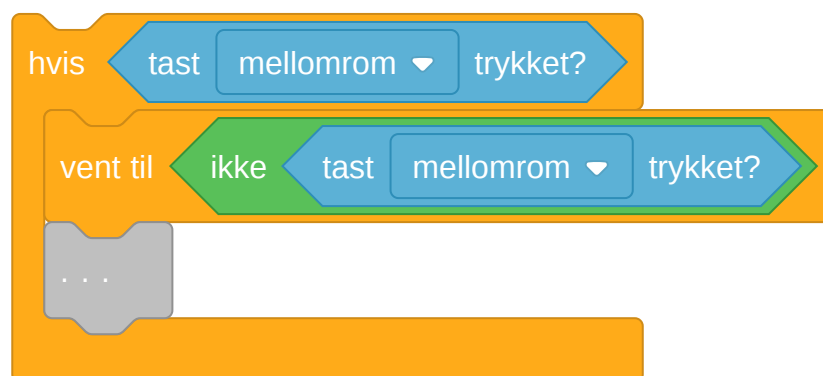 hvis tast mellomrom trykket?
vent til ikke tast mellomrom trykket?
. . .